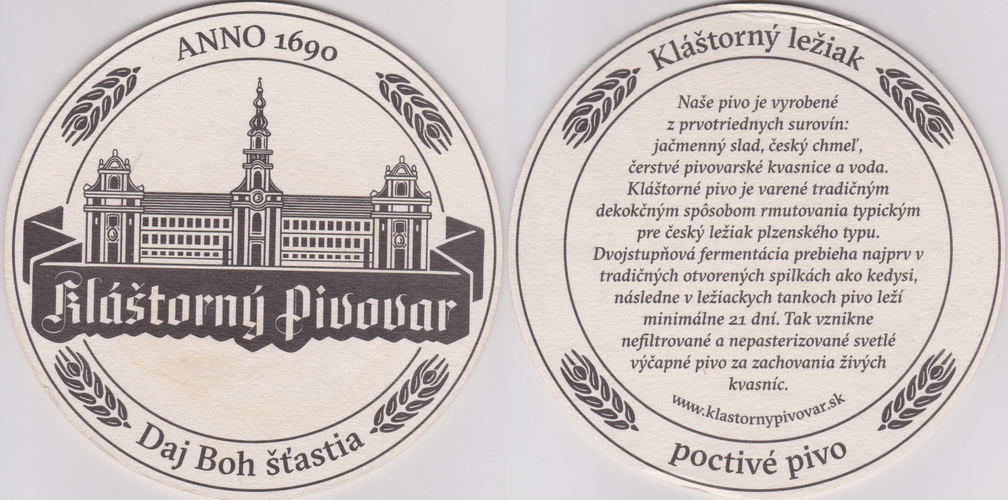 ANNO 1690
Kláštorný Pivovar
Daj Boh šťastia
Kláštorný ležiak
Naše pivo je vyrobené
z prvotriednych surovín:
jačmenný slad, český chmeľ,
čerstvé pivovarské kvasnice a voda.
Kláštorné pivo je varené tradičným
dekokčným spôsobom rmutovania typickým
pre český ležiak plzenského typu.
Dvojstupňová fermentácia prebieha najprv v
tradičných otvorených spilkách ako kedysi,
následne v ležiackych tankoch pivo leží
minimálne 21 dní. Tak vznikne
nefiltrované a nepasterizované svetlé
výčapné pivo za zachovania živých
kvasníc.
www.klastornypivovar.sk
poctivé pivo